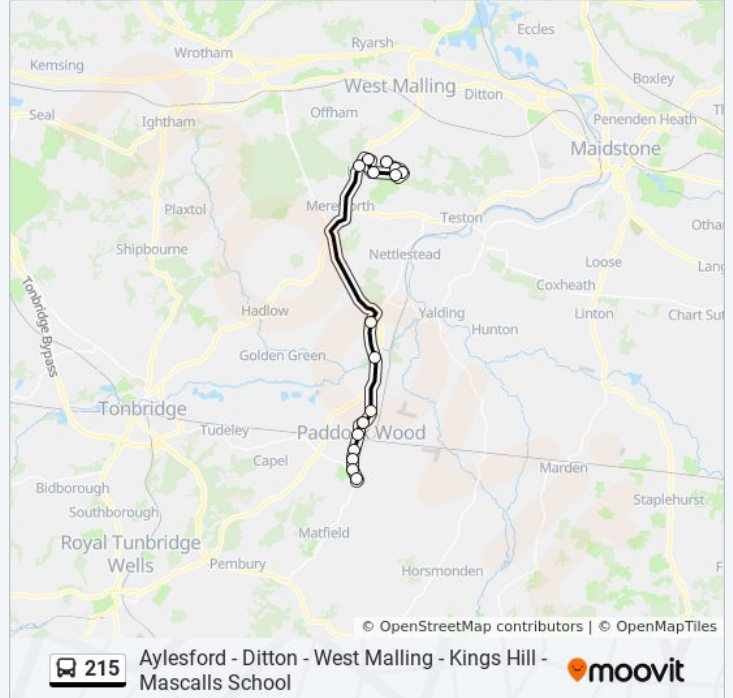 Eccles
Ryarsh
Wrotham
Kemsing
Boxley
West Malling
Ditton
Offham
Seal
Ightham
Penenden Heath
Maidstone
Plaxtol
Mereworth
Teston
Otha
Shipbourne
Nettlestead
Loose
Lang
Coxheath
Tonbridge Bypass
Hadlow
Yalding
Linton
Chart Sut
Hunton
Golden Green
Tonbridge
Tudeley
Paddock Wood
Capel
Marden
Bidborough
Staplehurst
Southborough
Matfield
Royal Tunbridge
Wells
Pembury
Horsmonden
© OpenStreetMap contributors | © OpenMapTiles
215
Aylesford - Ditton - West Malling - Kings Hill -
Mascalls School
moovit